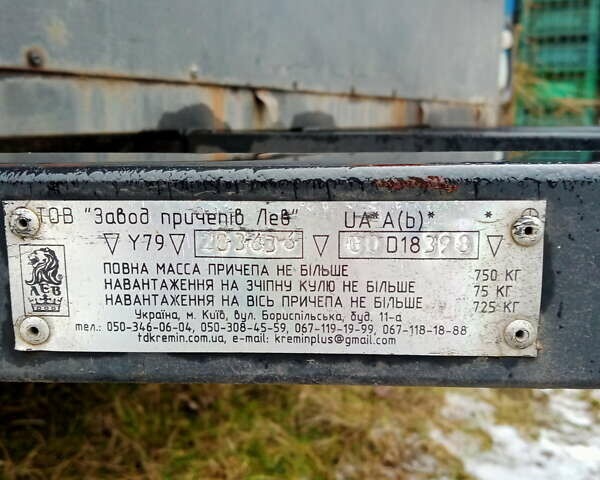 ТОВ "Завод причепів Лев" UA* A(b)* *
Y79 D18
ПОВНА МАССА ПРИЧЕПА НЕ БІЛЬШЕ 750 КГ
НАВАНТАЖЕННЯ НА ЗЧІПНУ КУЛЮ НЕ БІЛЬШЕ 75 КГ
НАВАНТАЖЕННЯ НА ВІСЬ ПРИЧЕПА НЕ БІЛЬШЕ 725 КГ
Україна, м. Київ, вул. Бориспільська, буд. 11-а
тел.: 050-346-06-04, 050-308-45-59, 067-119-19-99, 067-118-18-88
tdkremin.com.ua, e-mail: kreminplus@gmail.com
ЛЕВ